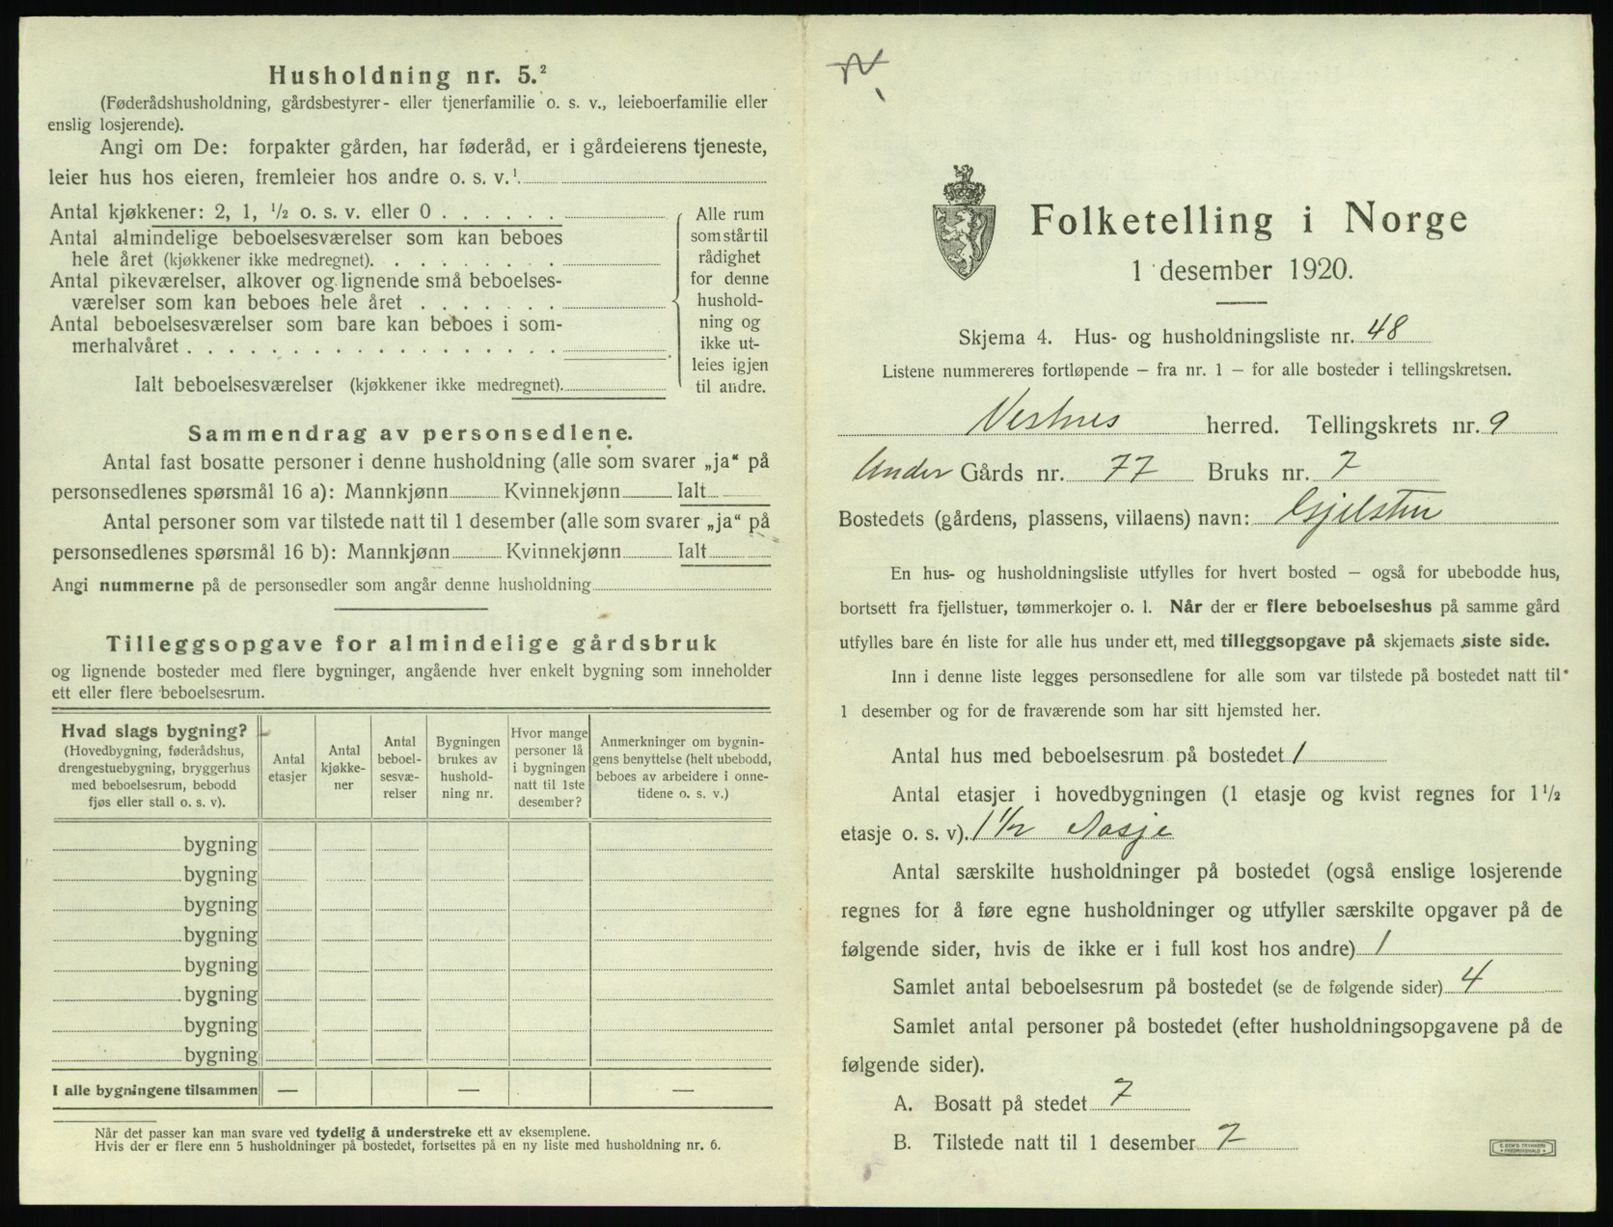 Husholdning nr. 5.²
(Føderådshusholdning, gårdsbestyrer- eller tjenerfamilie o. s. v., leieboerfamilie eller
enslig losjerende).
Angi om De: forpakter gården, har føderåd, er i gårdeierens tjeneste,
leier hus hos eieren, fremleier hos andre o. s. v.¹
Antal kjøkkener: 2, 1, ½ o. s. v. eller 0 . . . . . .
Antal almindelige beboelsesværelser som kan beboes
hele året (kjøkkener ikke medregnet). . . . . . . .
Antal pikeværelser, alkover og lignende små beboelses-
værelser som kan beboes hele året . . . . . . .
Antal beboelsesværelser som bare kan beboes i som-
merhalvåret . . . . . . . . . . . . . . . . . .
Ialt beboelsesværelser (kjøkkener ikke medregnet).
Alle rum
som står til
rådighet
for denne
hushold-
ning og
ikke ut-
leies igjen
til andre.
Sammendrag av personsedlene.
Antal fast bosatte personer i denne husholdning (alle som svarer „ja“ på
personsedlenes spørsmål 16 a): Mannkjønn Kvinnekjønn Ialt
Antal personer som var tilstede natt til 1 desember (alle som svarer „ja“ på
personsedlenes spørsmål 16 b): Mannkjønn Kvinnekjønn Ialt
Angi nummerne på de personsedler som angår denne husholdning
Tilleggsopgave for almindelige gårdsbruk
og lignende bosteder med flere bygninger, angående hver enkelt bygning som inneholder
ett eller flere beboelsesrum.
Hvad slags bygning?
(Hovedbygning, føderådshus,
drengestuebygning, bryggerhus
med beboelsesrum, bebodd
fjøs eller stall o. s. v).
Antal
etasjer
Antal
kjøkke-
ner
Antal
beboel-
sesvæ-
relser
Bygningen
brukes av
hushold-
ning nr.
Hvor mange
personer lå
i bygningen
natt til 1ste
desember?
Anmerkninger om bygnin-
gens benyttelse (helt ubebodd,
beboes av arbeidere i onne-
tidene o. s. v.)
bygning
bygning
bygning
bygning
bygning
bygning
bygning
bygning
I alle bygningene tilsammen — — —
Når det passer kan man svare ved tydelig å understreke ett av eksemplene.
Hvis der er flere enn 5 husholdninger på bostedet, fortsettes på en ny liste med husholdning nr. 6.
Folketelling i Norge
1 desember 1920.
Skjema 4. Hus- og husholdningsliste nr. 48
Listene nummereres fortløpende — fra nr. 1 — for alle bosteder i tellingskretsen.
Vestnes herred. Tellingskrets nr. 9
Under Gårds nr. 77 Bruks nr. 7
Bostedets (gårdens, plassens, villaens) navn: Gjelsten
En hus- og husholdningsliste utfylles for hvert bosted — også for ubebodde hus,
bortsett fra fjellstuer, tømmerkojer o. l. Når der er flere beboelseshus på samme gård
utfylles bare én liste for alle hus under ett, med tilleggsopgave på skjemaets siste side.
Inn i denne liste legges personsedlene for alle som var tilstede på bostedet natt til
1 desember og for de fraværende som har sitt hjemsted her.
Antal hus med beboelsesrum på bostedet 1
Antal etasjer i hovedbygningen (1 etasje og kvist regnes for 1½
etasje o. s. v). 1½
Antal særskilte husholdninger på bostedet (også enslige losjerende
regnes for å føre egne husholdninger og utfyller særskilte opgaver på de
følgende sider, hvis de ikke er i full kost hos andre) 1
Samlet antal beboelsesrum på bostedet (se de følgende sider) 4
Samlet antal personer på bostedet (efter husholdningsopgavene på de
følgende sider).
A. Bosatt på stedet 7
B. Tilstede natt til 1 desember 7